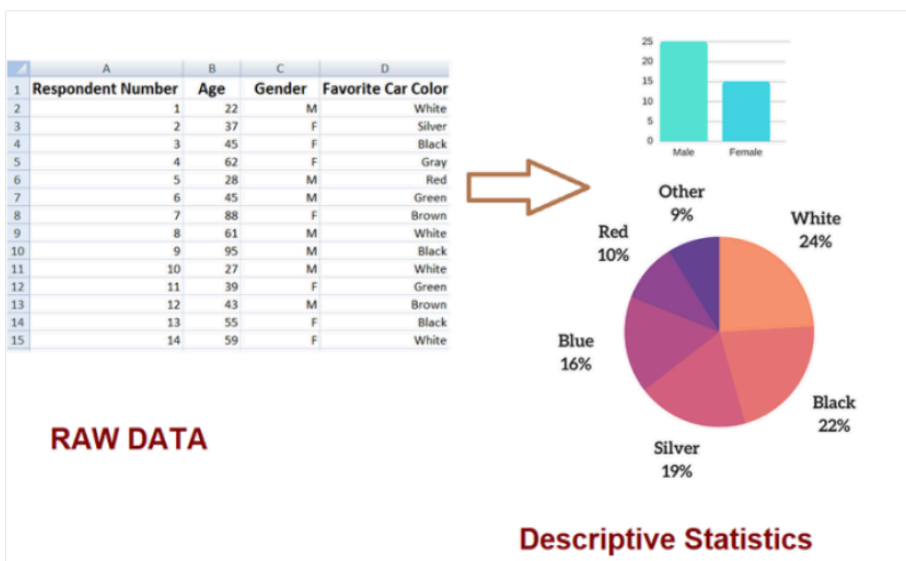 A B C D
1 Respondent Number Age Gender Favorite Car Color
2 1 22 M White
3 2 37 F Silver
4 3 45 F Black
5 4 62 F Gray
6 5 28 M Red
7 6 45 M Green
8 7 88 F Brown
9 8 61 M White
10 9 95 M Black
11 10 27 M White
12 11 39 F Green
13 12 43 M Brown
14 13 55 F Black
15 14 59 F White
RAW DATA
25
20
15
10
5
0
Male Female
Other
9%
White
24%
Red
10%
Blue
16%
Black
22%
Silver
19%
Descriptive Statistics